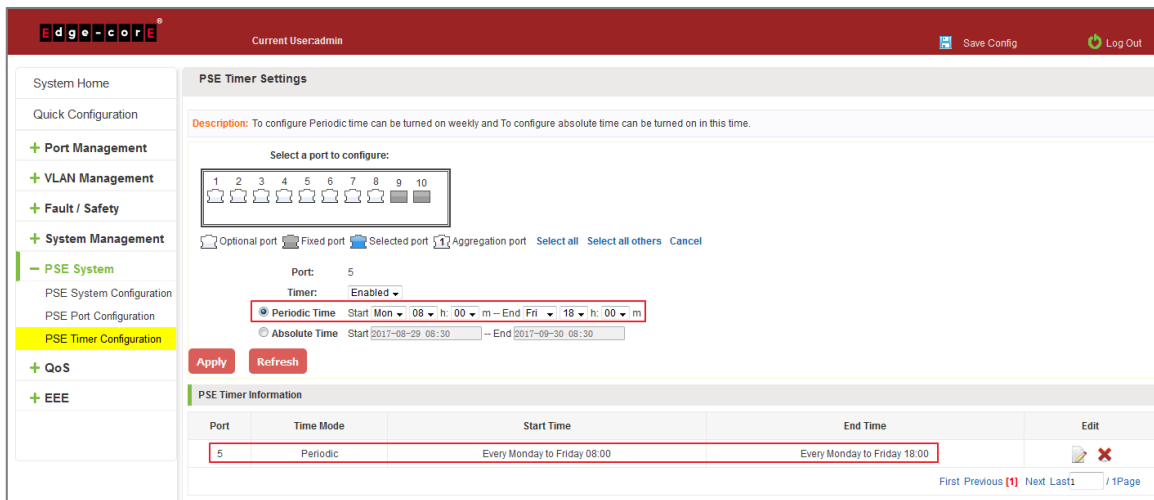 Edge-corE®
Current User:admin
Save Config
Log Out
System Home
Quick Configuration
+ Port Management
+ VLAN Management
+ Fault / Safety
+ System Management
− PSE System
PSE System Configuration
PSE Port Configuration
PSE Timer Configuration
+ QoS
+ EEE
PSE Timer Settings
Description: To configure Periodic time can be turned on weekly and To configure absolute time can be turned on in this time.
Select a port to configure:
1 2 3 4 5 6 7 8 9 10
Optional port Fixed port Selected port 1 Aggregation port Select all Select all others Cancel
Port: 5
Timer: Enabled
Periodic Time Start Mon 08 h: 00 m -- End Fri 18 h: 00 m
Absolute Time Start 2017-08-29 08:30 -- End 2017-09-30 08:30
Apply Refresh
PSE Timer Information
Port Time Mode Start Time End Time Edit
5 Periodic Every Monday to Friday 08:00 Every Monday to Friday 18:00
First Previous [1] Next Last 1 / 1Page